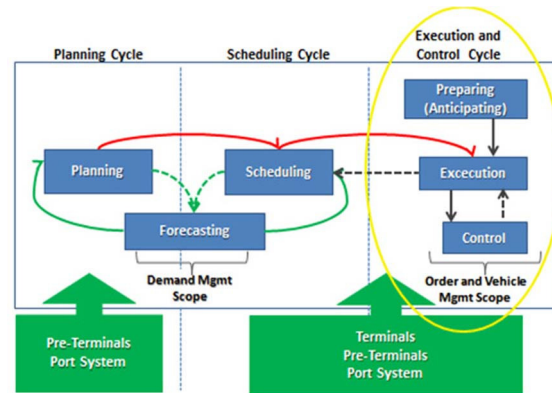 Planning Cycle
Scheduling Cycle
Execution and
Control Cycle
Preparing
(Anticipating)
Planning
Scheduling
Excecution
Forecasting
Control
Demand Mgmt
Scope
Order and Vehicle
Mgmt Scope
Pre-Terminals
Port System
Terminals
Pre-Terminals
Port System